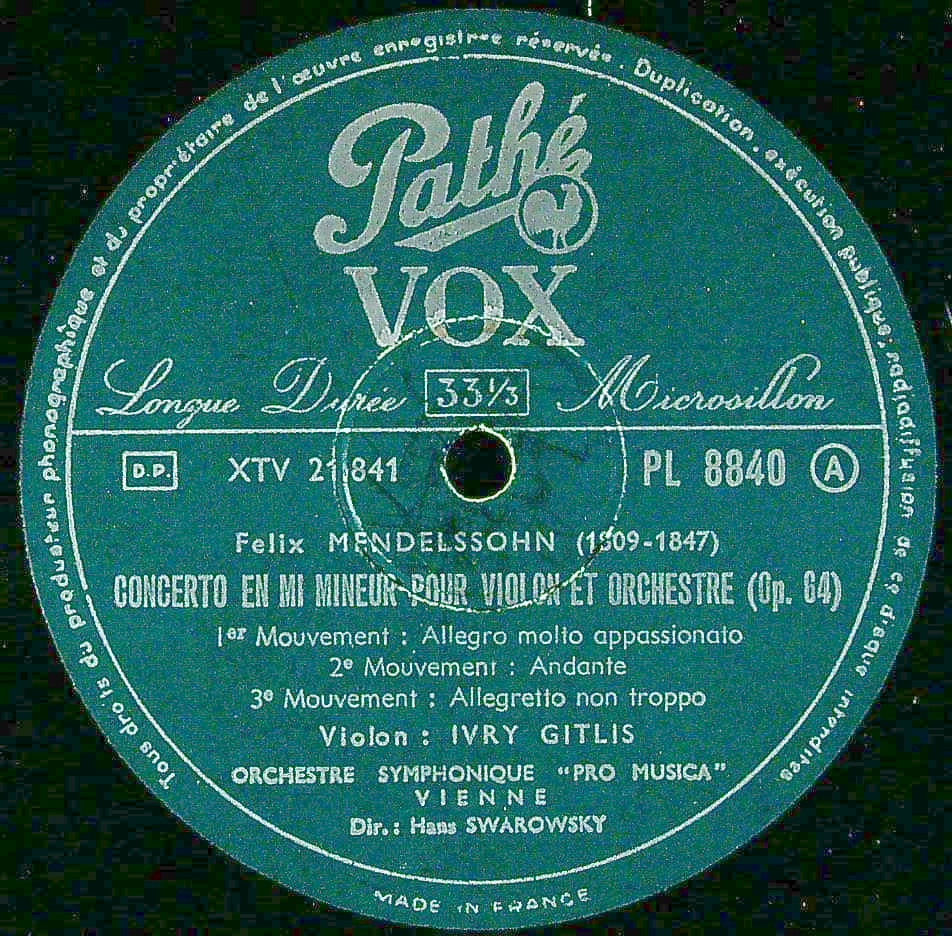 Tous droits du producteur phonographique et du propriétaire de l'œuvre enregistrée réservés. Duplication, exécution publique, radiodiffusion de ce disque interdites
Pathé
VOX
Longue Durée 33 1/3 Microsillon
D.P. XTV 21841 PL 8840 A
Felix MENDELSSOHN (1809-1847)
CONCERTO EN MI MINEUR POUR VIOLON ET ORCHESTRE (Op. 64)
1er Mouvement : Allegro molto appassionato
2e Mouvement : Andante
3e Mouvement : Allegretto non troppo
Violon : IVRY GITLIS
ORCHESTRE SYMPHONIQUE "PRO MUSICA"
VIENNE
Dir.: Hans SWAROWSKY
MADE IN FRANCE